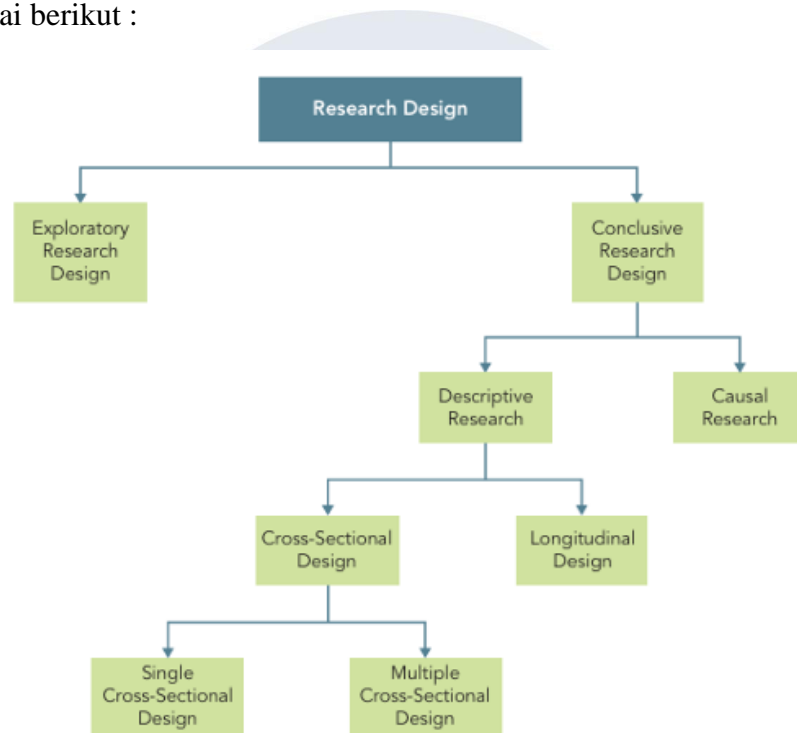 ai berikut :
Research Design
Exploratory
Research
Design
Conclusive
Research
Design
Descriptive
Research
Causal
Research
Cross-Sectional
Design
Longitudinal
Design
Single
Cross-Sectional
Design
Multiple
Cross-Sectional
Design